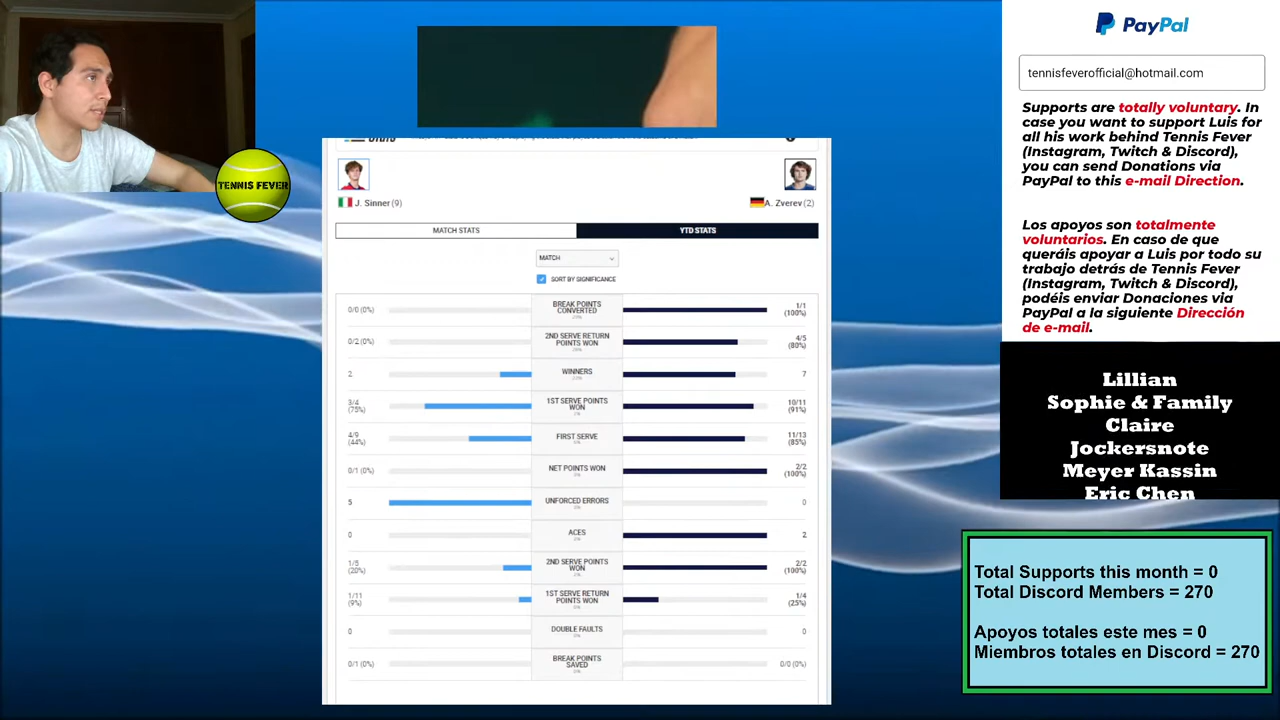 PayPal
tennisfeverofficial@hotmail.com
Supports are totally voluntary. In
case you want to support Luis for
all his work behind Tennis Fever
(Instagram, Twitch & Discord),
you can send Donations via
PayPal to this e-mail Direction.
Los apoyos son totalmente
voluntarios. En caso de que
queráis apoyar a Luis por todo su
trabajo detrás de Tennis Fever
(Instagram, Twitch & Discord),
podéis enviar Donaciones via
PayPal a la siguiente Dirección
de e-mail.
TENNIS FEVER
J. Sinner (9)
A. Zverev (2)
MATCH STATS
YTD STATS
MATCH
SORT BY SIGNIFICANCE
0/0 (0%)
BREAK POINTS
CONVERTED
1/1
(100%)
0/2 (0%)
2ND SERVE RETURN
POINTS WON
4/5
(80%)
2
WINNERS
7
3/4
(75%)
1ST SERVE POINTS
WON
10/11
(91%)
4/9
(44%)
FIRST SERVE
11/13
(85%)
0/1 (0%)
NET POINTS WON
2/2
(100%)
5
UNFORCED ERRORS
0
0
ACES
2
1/5
(20%)
2ND SERVE POINTS
WON
2/2
(100%)
1/11
(9%)
1ST SERVE RETURN
POINTS WON
1/4
(25%)
0
DOUBLE FAULTS
0
0/1 (0%)
BREAK POINTS
SAVED
0/0 (0%)
Lillian
Sophie & Family
Claire
Jockersnote
Meyer Kassin
Eric Chen
Total Supports this month = 0
Total Discord Members = 270
Apoyos totales este mes = 0
Miembros totales en Discord = 270